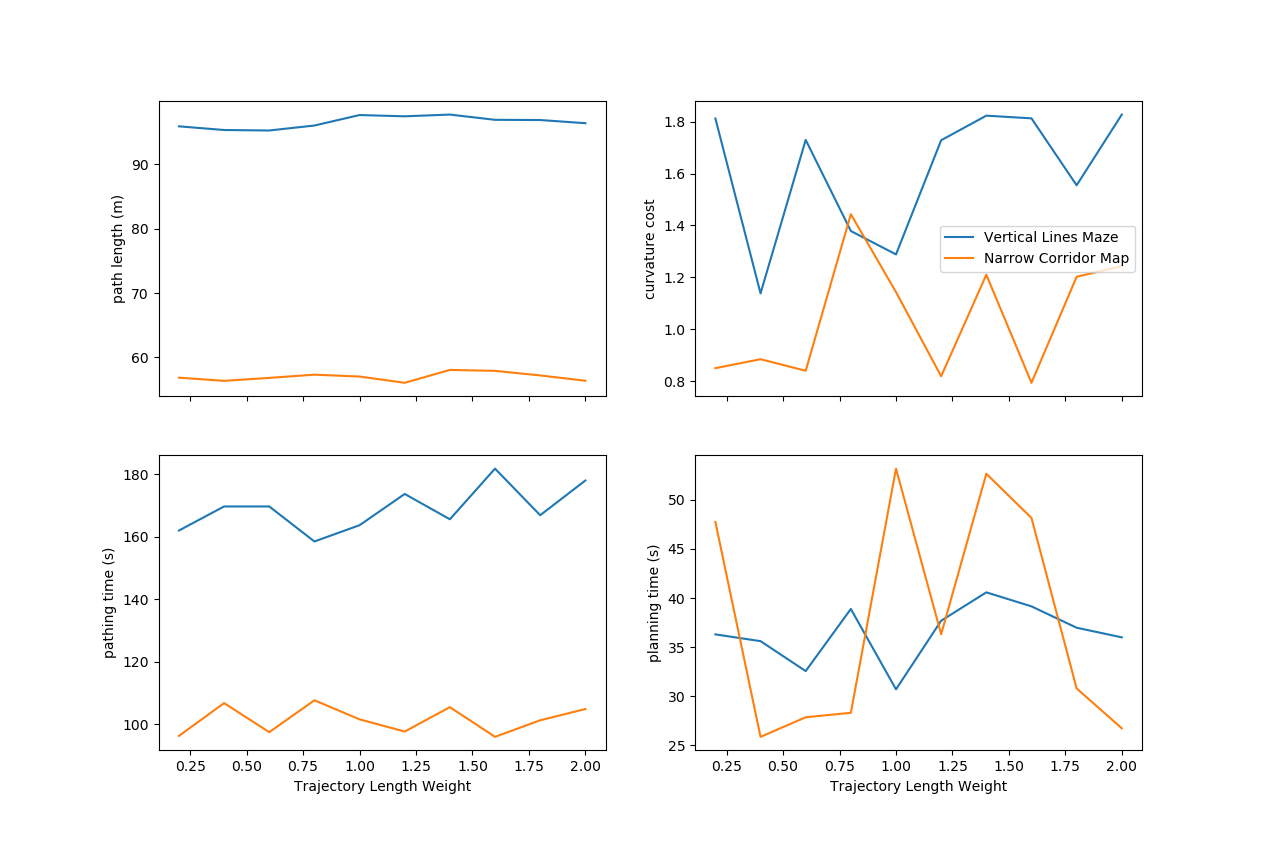 path length (m)
90
80
70
60
curvature cost
1.8
1.6
1.4
1.2
1.0
0.8
Vertical Lines Maze
Narrow Corridor Map
pathing time (s)
180
160
140
120
100
0.25 0.50 0.75 1.00 1.25 1.50 1.75 2.00
Trajectory Length Weight
planning time (s)
50
45
40
35
30
25
0.25 0.50 0.75 1.00 1.25 1.50 1.75 2.00
Trajectory Length Weight